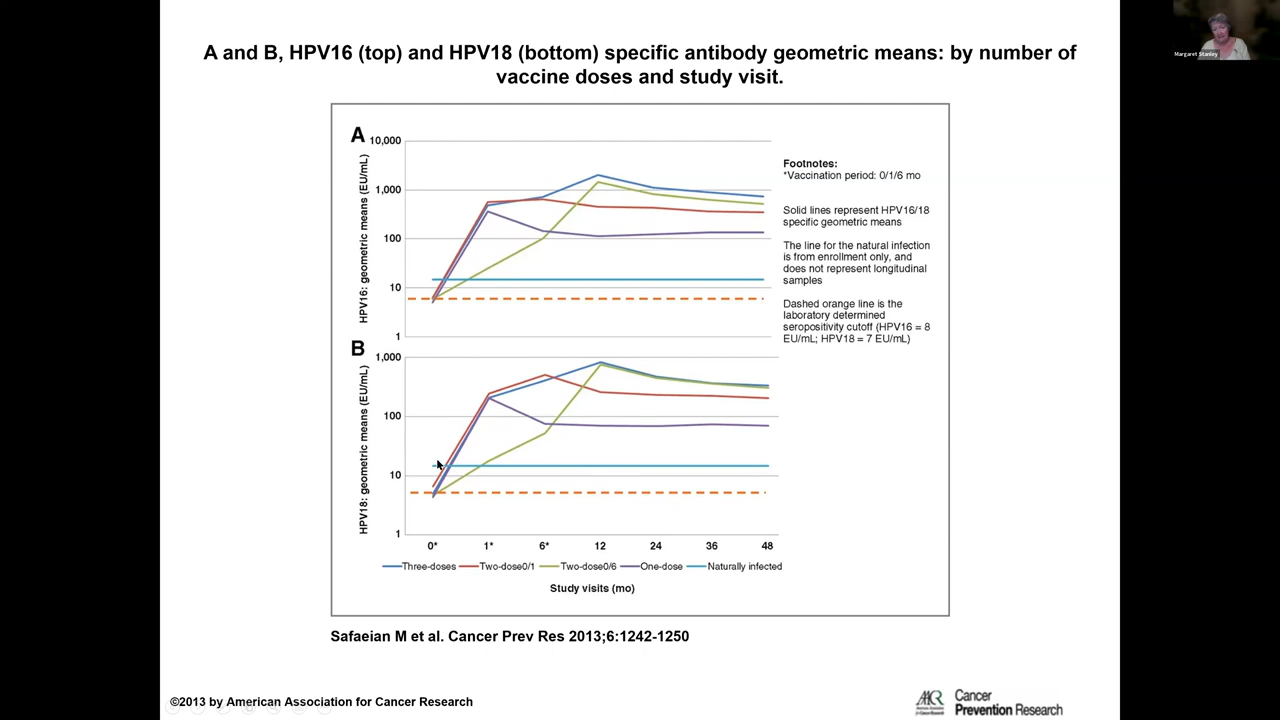 A and B, HPV16 (top) and HPV18 (bottom) specific antibody geometric means: by number of
vaccine doses and study visit.
Margaret Stanley
A
HPV16: geometric means (EU/mL)
10,000
1,000
100
10
1
B
HPV18: geometric means (EU/mL)
1,000
100
10
1
0*
1*
6*
12
24
36
48
Three-doses
Two-dose0/1
Two-dose0/6
One-dose
Naturally infected
Study visits (mo)
Footnotes:
*Vaccination period: 0/1/6 mo
Solid lines represent HPV16/18
specific geometric means
The line for the natural infection
is from enrollment only, and
does not represent longitudinal
samples
Dashed orange line is the
laboratory determined
seropositivity cutoff (HPV16 = 8
EU/mL; HPV18 = 7 EU/mL)
Safaeian M et al. Cancer Prev Res 2013;6:1242-1250
©2013 by American Association for Cancer Research
AACR
Cancer
Prevention Research